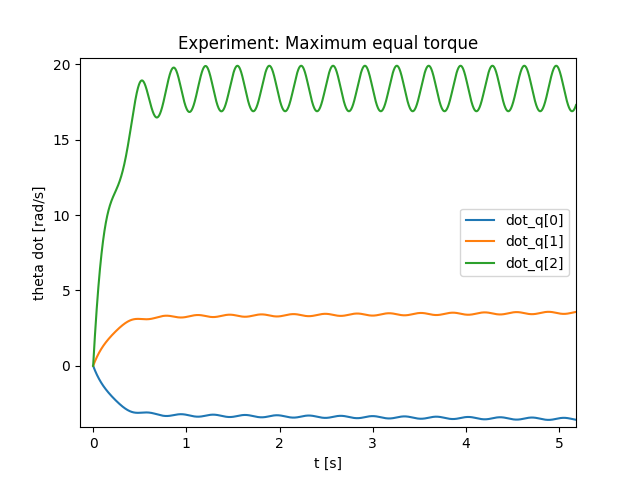 Experiment: Maximum equal torque
theta dot [rad/s]
20
15
10
5
0
dot_q[0]
dot_q[1]
dot_q[2]
0 1 2 3 4 5
t [s]